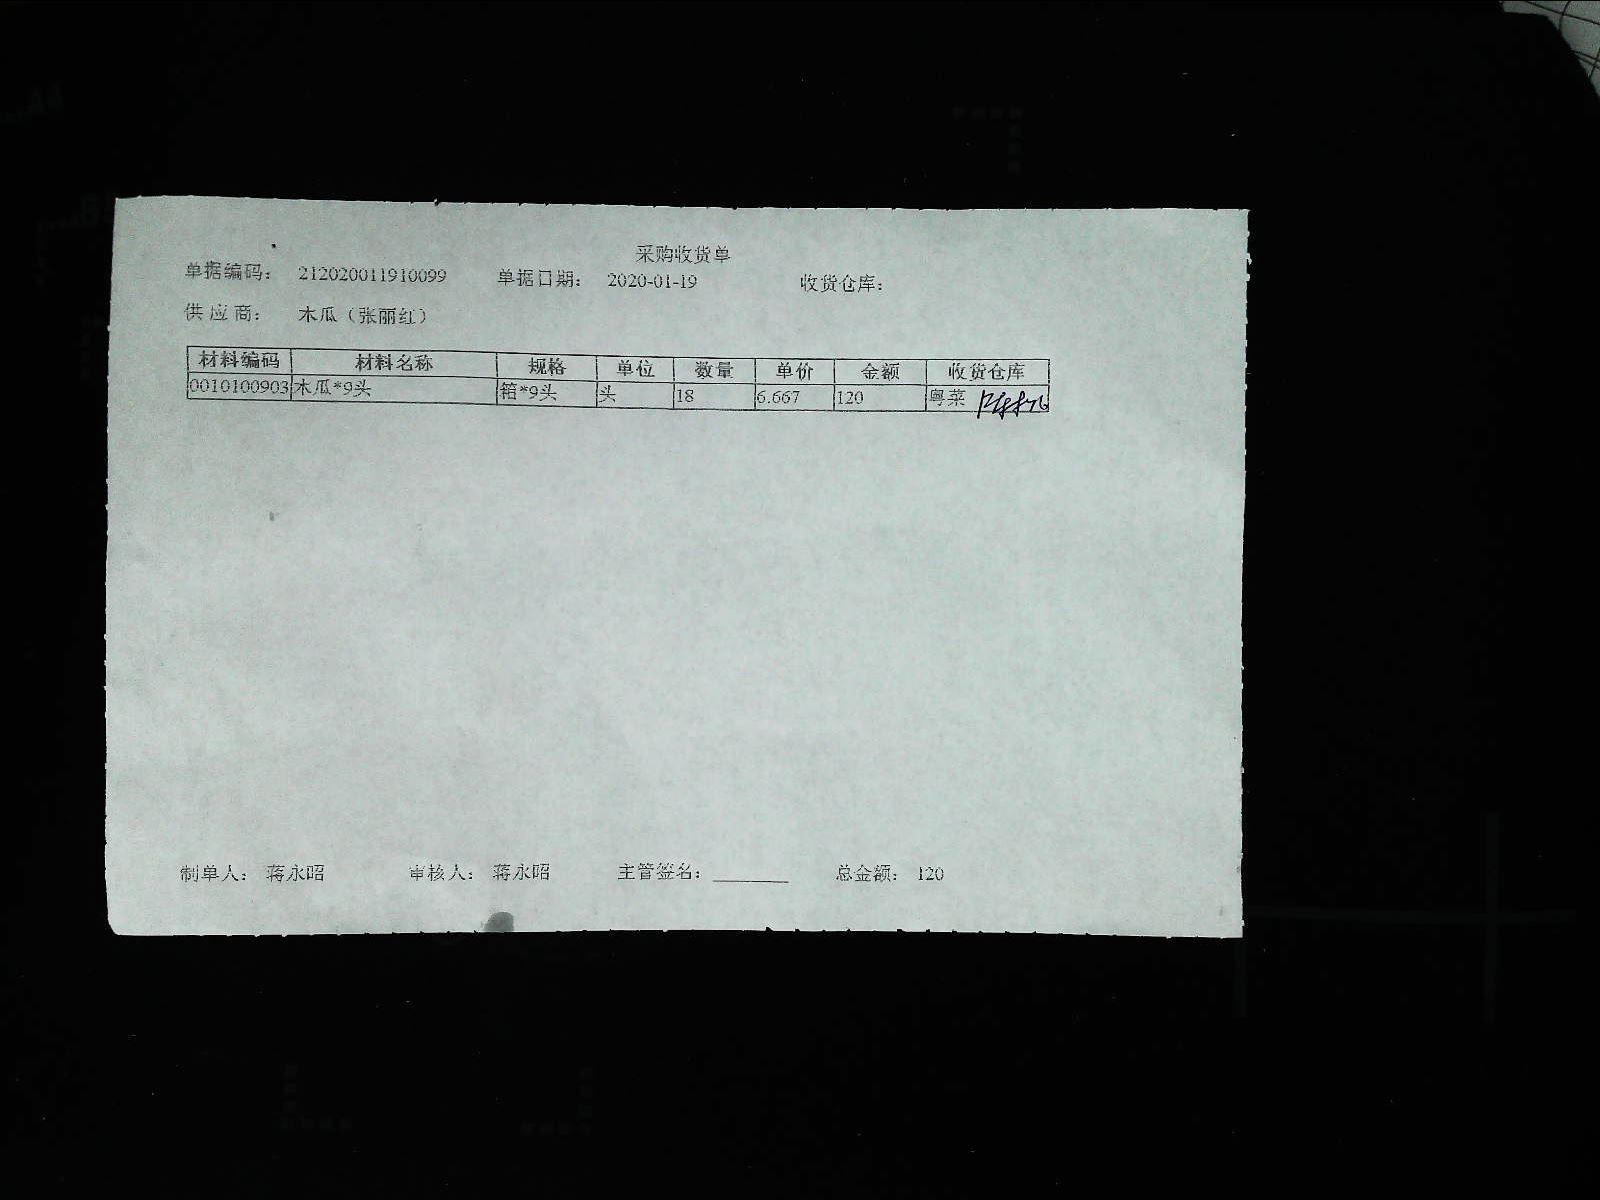 采购收货单
单据编码： 212020011910099 单据日期： 2020-01-19 收货仓库：
供应商： 木瓜（张丽红）
材料编码 材料名称 规格 单位 数量 单价 金额 收货仓库
0010100903 木瓜*9头 箱*9头 头 18 6.667 120 粤菜
制单人： 蒋永昭 审核人： 蒋永昭 主管签名：________ 总金额： 120